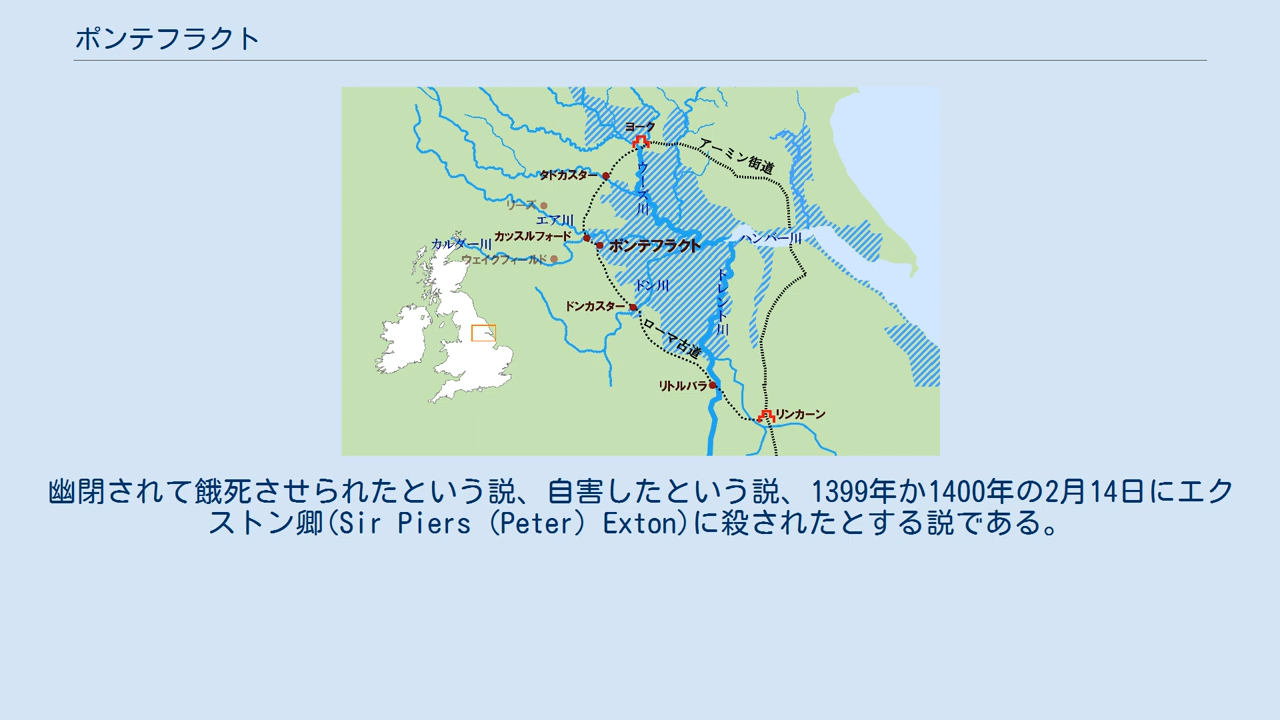 ポンテフラクト
ヨーク
アーミン街道
タドカスター
ウーズ川
リーズ
エア川
カッスルフォード
カルダー川
ポンテフラクト
ハンバー川
ウェイクフィールド
ドン川
トレント川
ドンカスター
ローマ古道
リトルバラ
リンカーン
幽閉されて餓死させられたという説、自害したという説、1399年か1400年の2月14日にエク
ストン卿(Sir Piers (Peter) Exton)に殺されたとする説である。